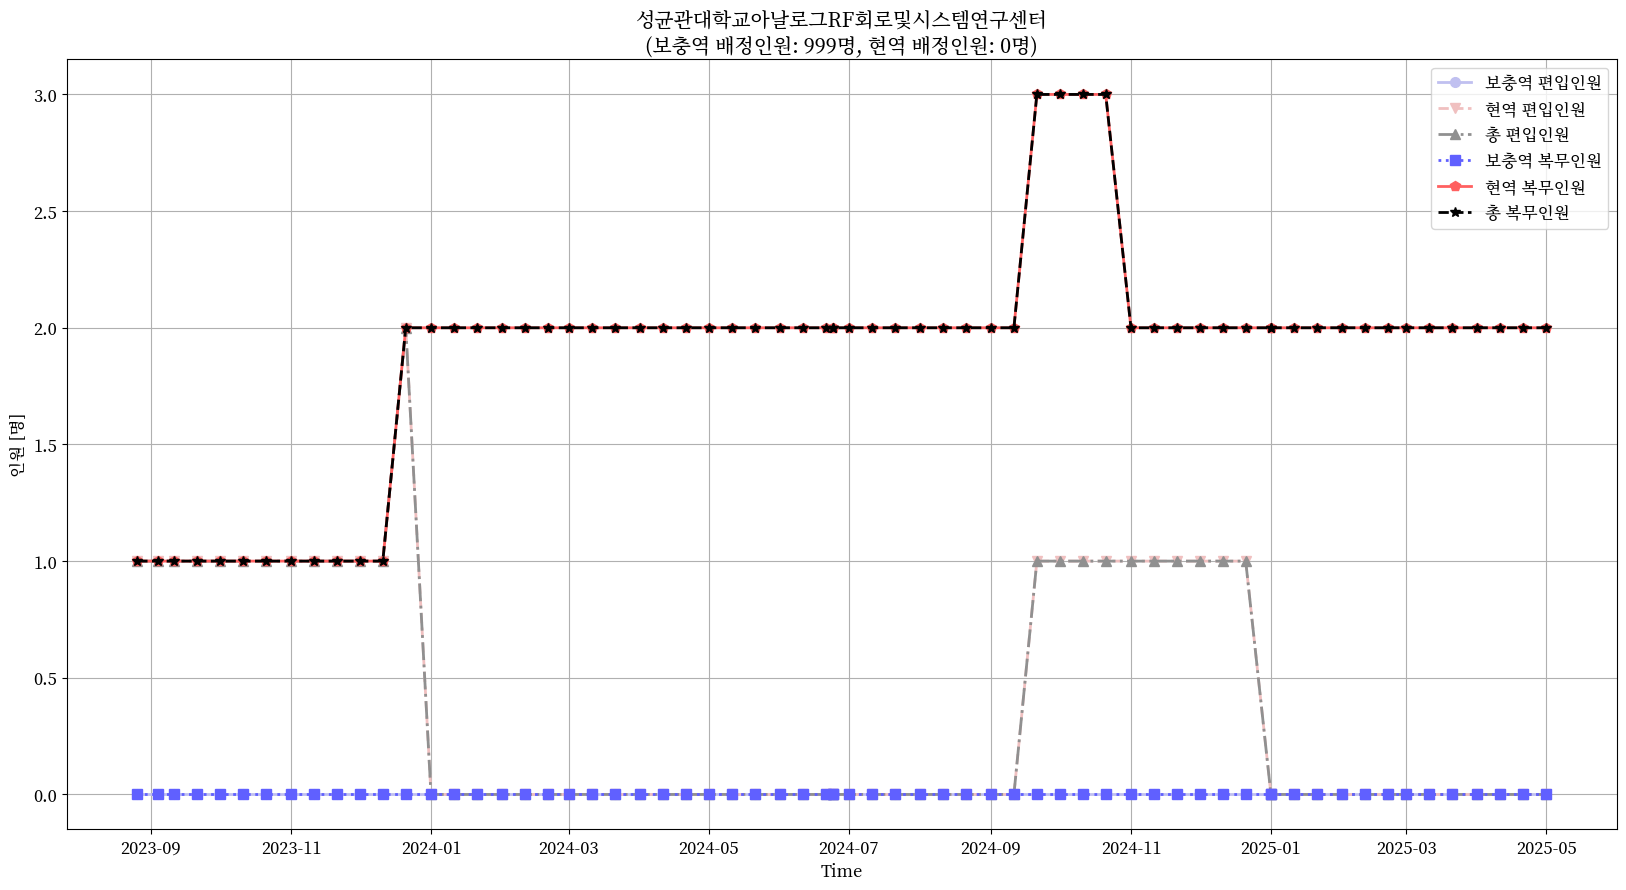 성균관대학교아날로그RF회로및시스템연구센터
(보충역 배정인원: 999명, 현역 배정인원: 0명)
보충역 편입인원
현역 편입인원
총 편입인원
보충역 복무인원
현역 복무인원
총 복무인원
인원 [명]
3.0
2.5
2.0
1.5
1.0
0.5
0.0
2023-09
2023-11
2024-01
2024-03
2024-05
2024-07
2024-09
2024-11
2025-01
2025-03
2025-05
Time